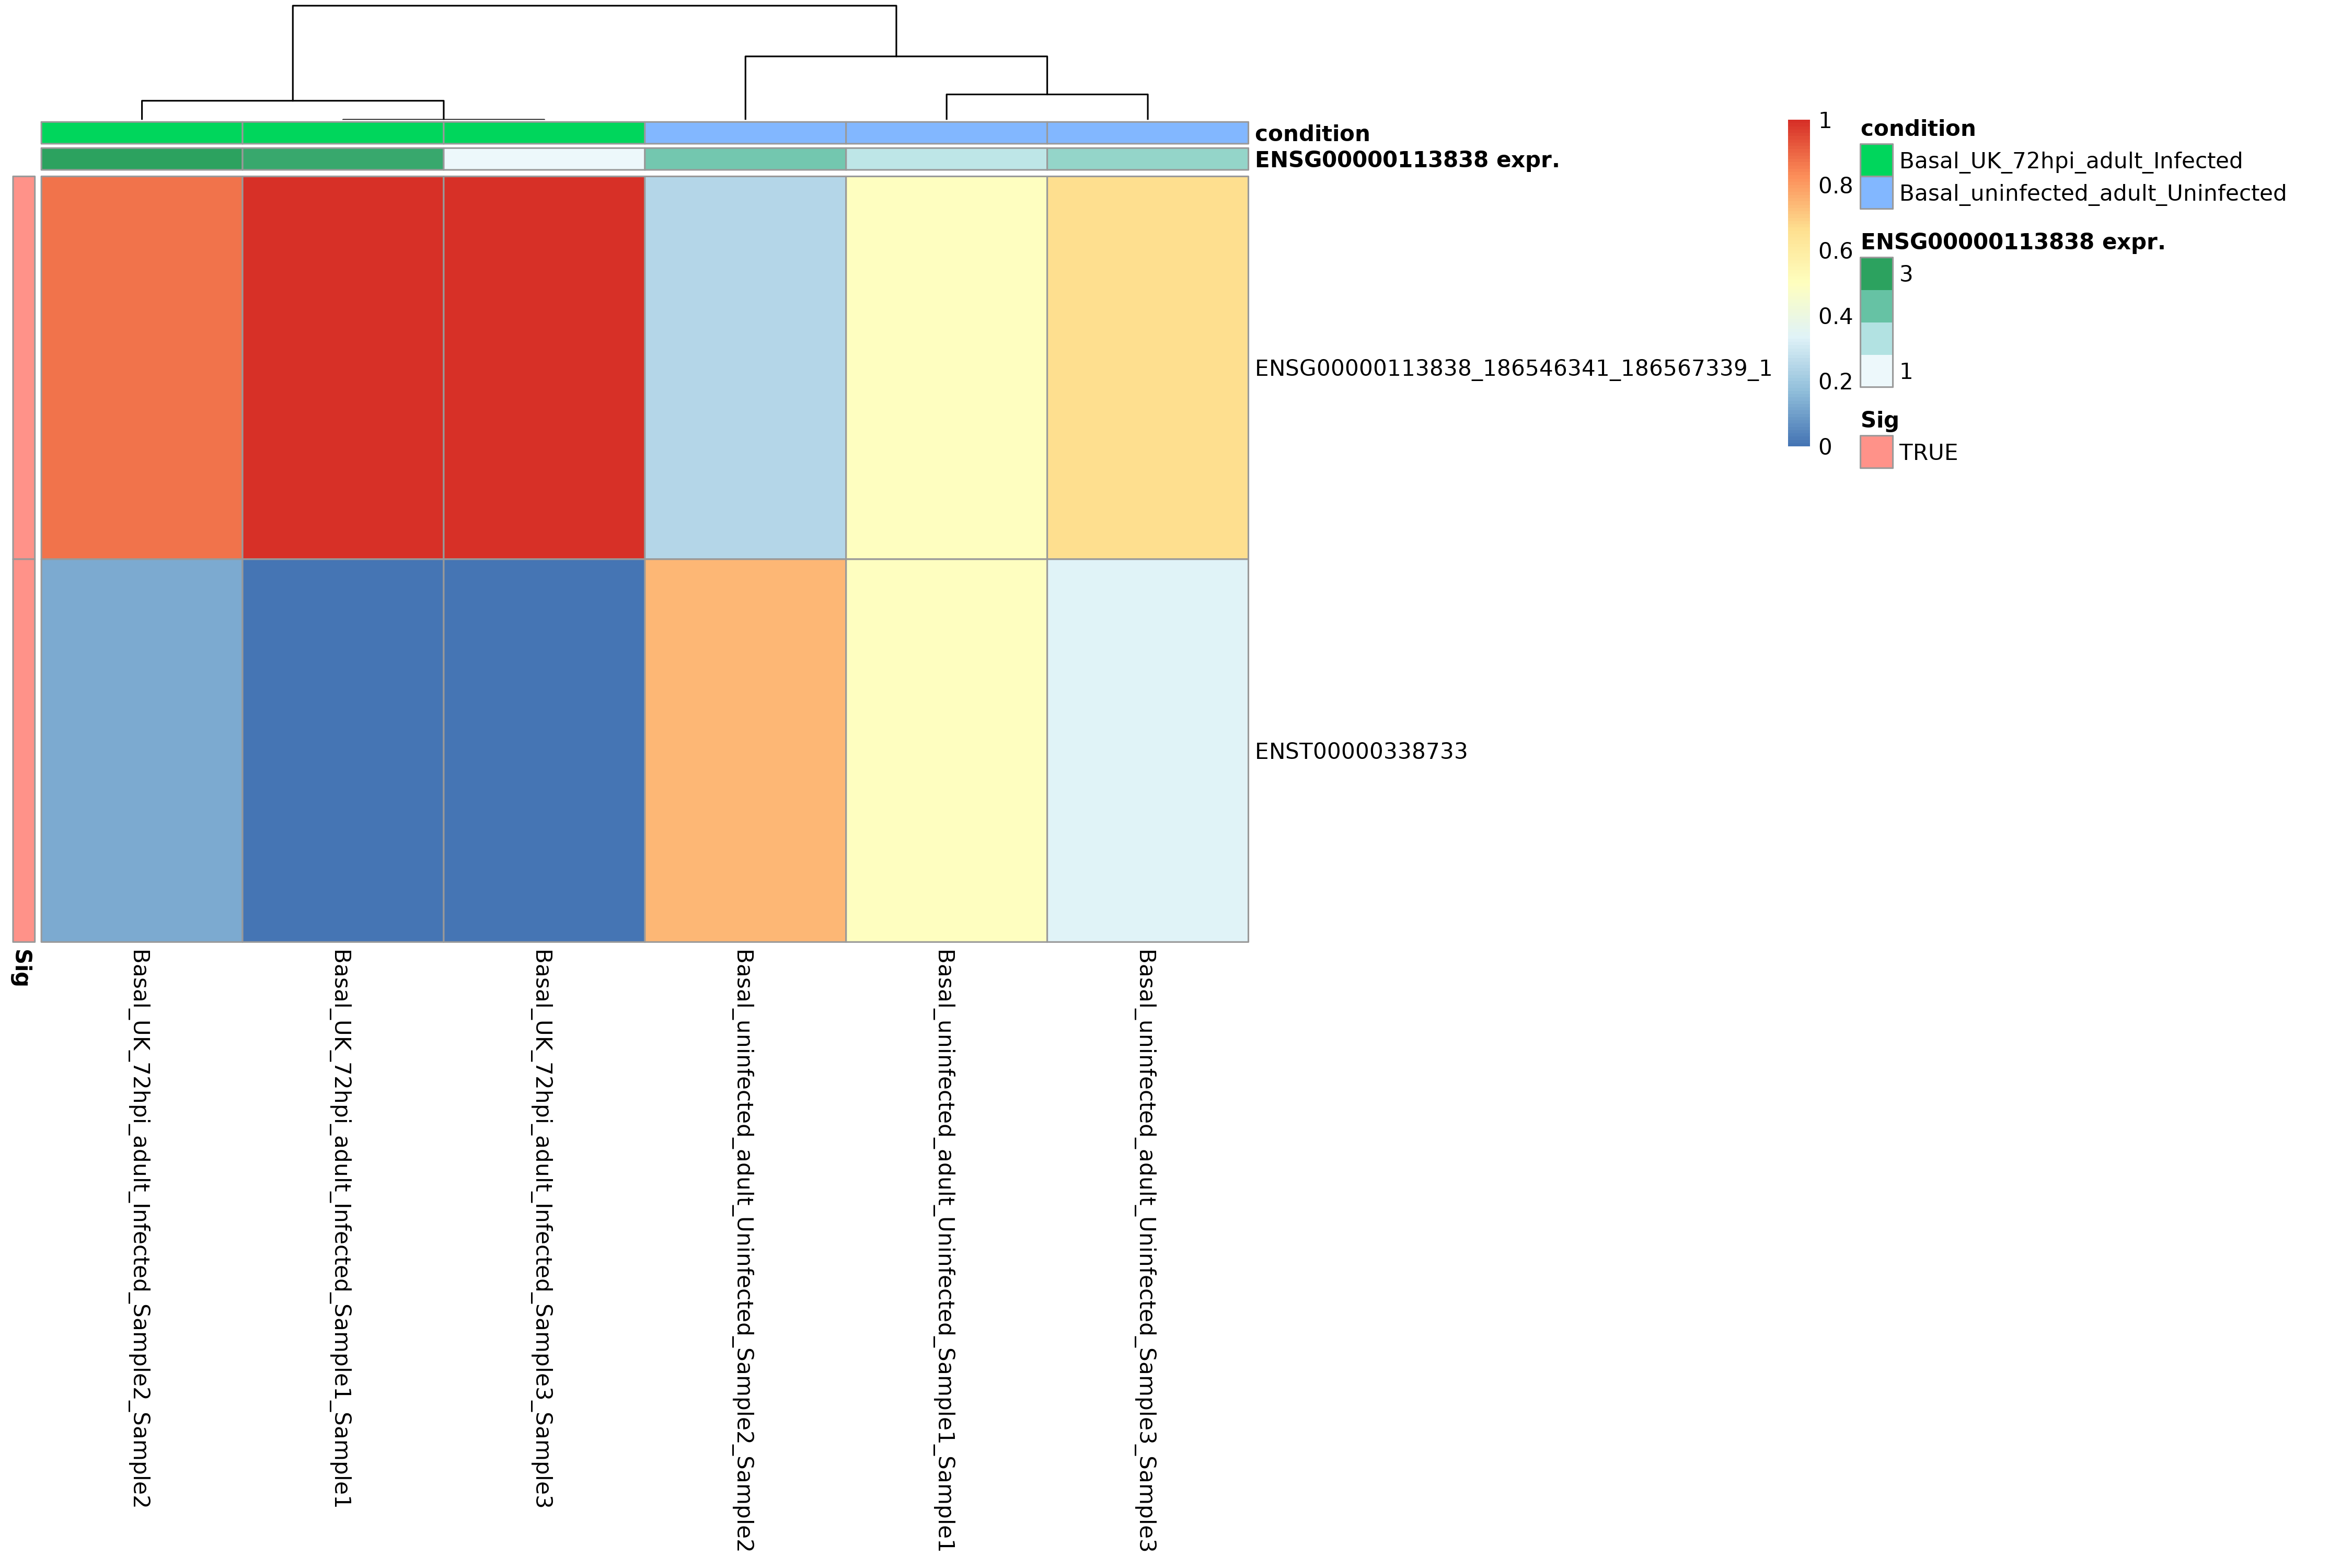 condition
ENSG00000113838 expr.
ENSG00000113838_186546341_186567339_1
ENST00000338733
1
0.8
0.6
0.4
0.2
0
condition
Basal_UK_72hpi_adult_Infected
Basal_uninfected_adult_Uninfected
ENSG00000113838 expr.
3
1
Sig
TRUE
Sig
Basal_UK_72hpi_adult_Infected_Sample2_Sample2
Basal_UK_72hpi_adult_Infected_Sample1_Sample1
Basal_UK_72hpi_adult_Infected_Sample3_Sample3
Basal_uninfected_adult_Uninfected_Sample2_Sample2
Basal_uninfected_adult_Uninfected_Sample1_Sample1
Basal_uninfected_adult_Uninfected_Sample3_Sample3